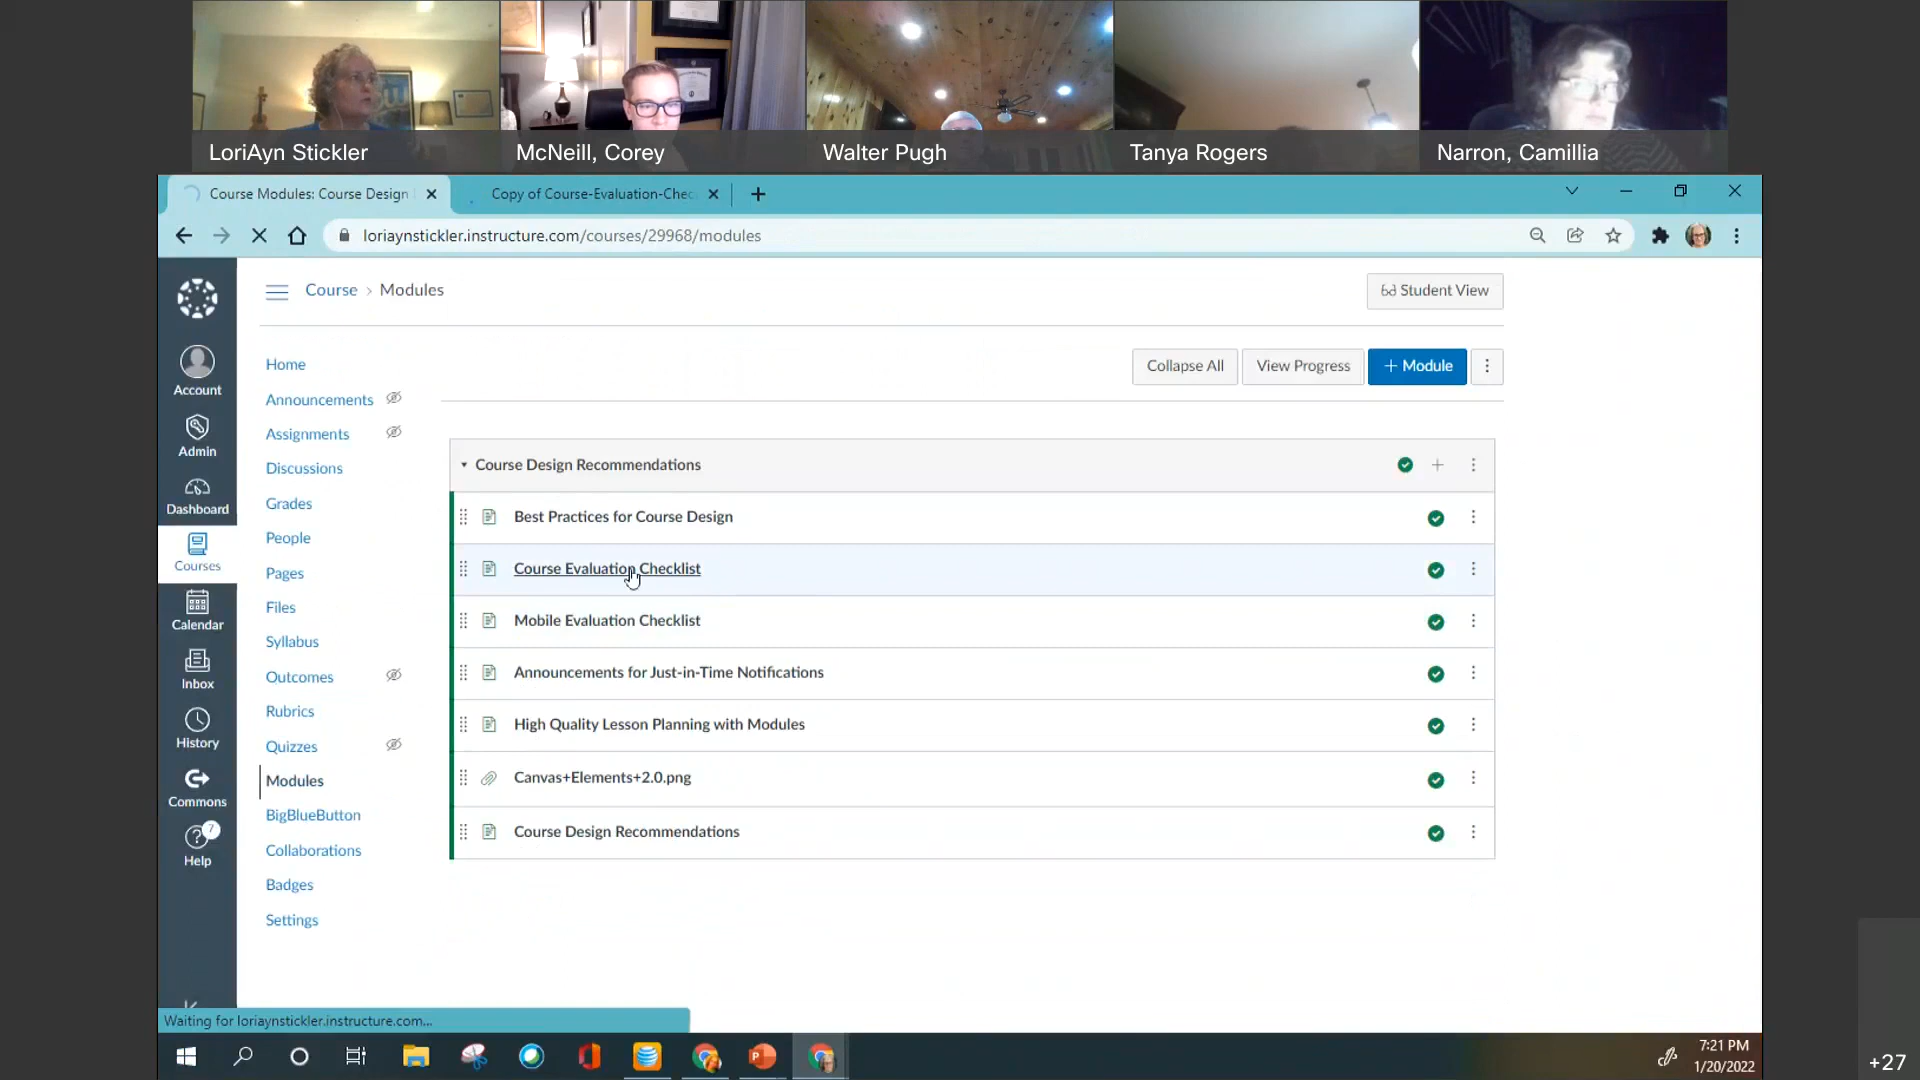 LoriAyn Stickler
McNeill, Corey
Walter Pugh
Tanya Rogers
Narron, Camillia
Course Modules: Course Design
Copy of Course-Evaluation-Chec
loriaynstickler.instructure.com/courses/29968/modules
Course › Modules
Student View
Collapse All
View Progress
+ Module
Account
Admin
Dashboard
Courses
Calendar
Inbox
History
Commons
7
Help
Home
Announcements
Assignments
Discussions
Grades
People
Pages
Files
Syllabus
Outcomes
Rubrics
Quizzes
Modules
BigBlueButton
Collaborations
Badges
Settings
Course Design Recommendations
Best Practices for Course Design
Course Evaluation Checklist
Mobile Evaluation Checklist
Announcements for Just-in-Time Notifications
High Quality Lesson Planning with Modules
Canvas+Elements+2.0.png
Course Design Recommendations
Waiting for loriaynstickler.instructure.com...
7:21 PM
1/20/2022
+27